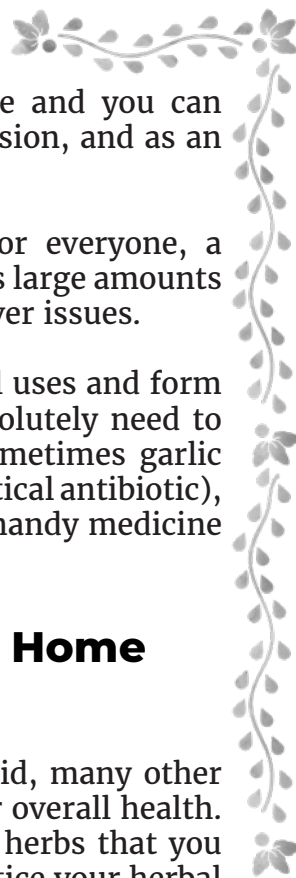 e and you can
sion, and as an
or everyone, a
s large amounts
ver issues.
l uses and form
solutely need to
metimes garlic
tical antibiotic),
handy medicine
Home
id, many other
r overall health.
herbs that you
tice your herbal